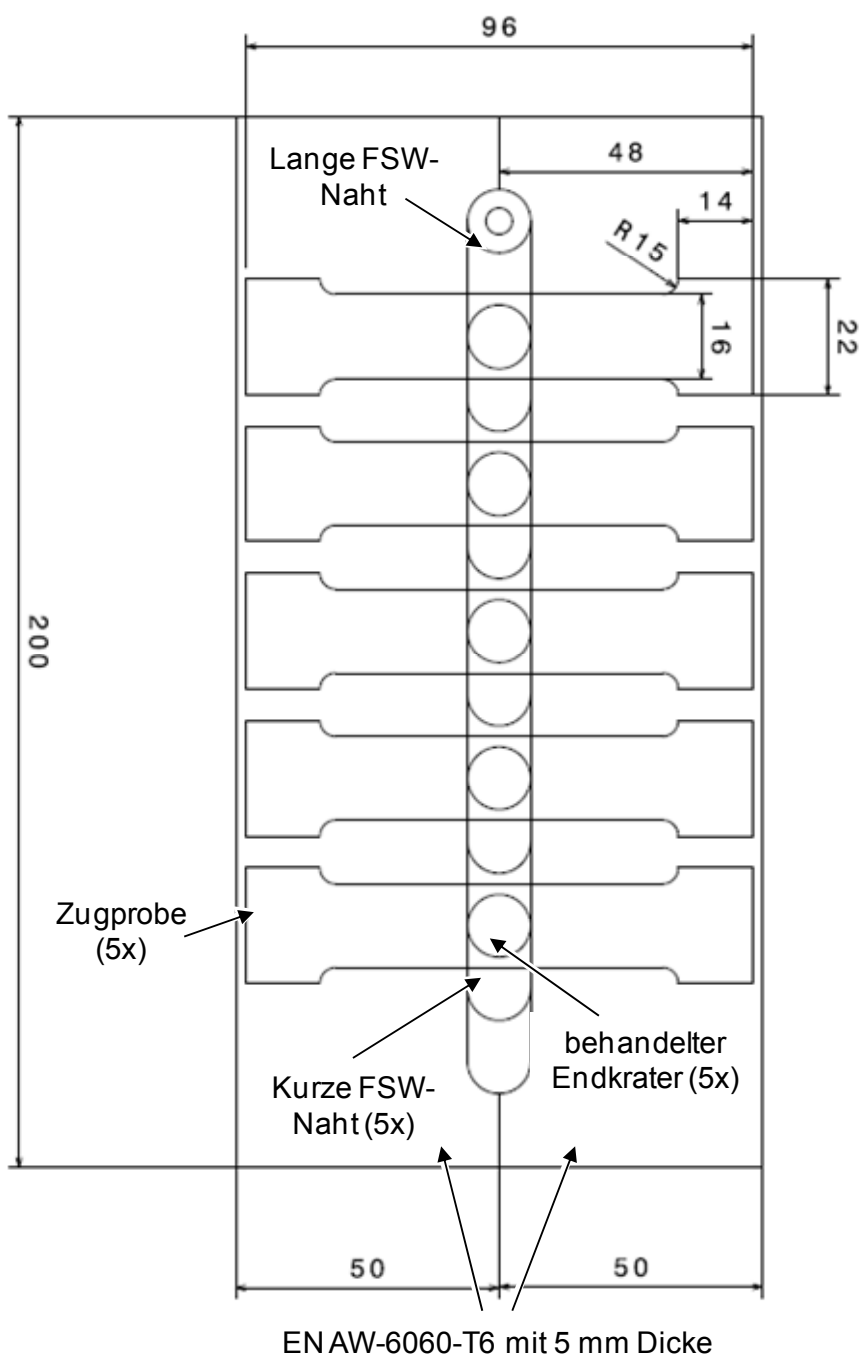 96
Lange FSW-
Naht
48
14
R15
16
22
200
Zugprobe
(5x)
behandelter
Endkrater (5x)
Kurze FSW-
Naht (5x)
50
50
EN AW-6060-T6 mit 5 mm Dicke